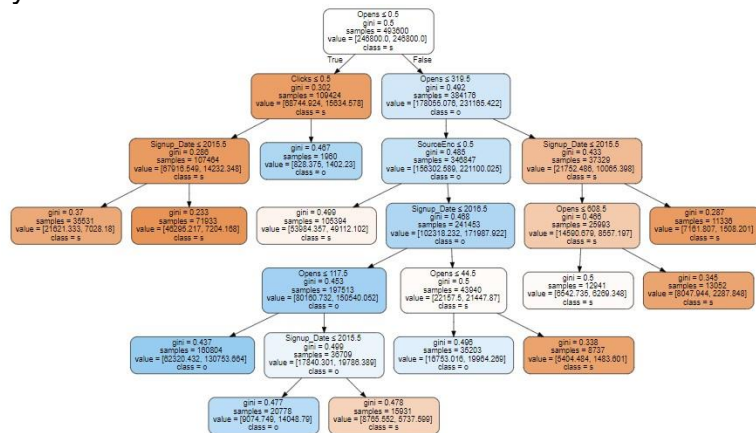 Opens ≤ 0.5
gini = 0.5
samples = 493600
value = [246800.0, 246800.0]
class = s
True
False
Clicks ≤ 0.5
gini = 0.302
samples = 109424
value = [68744.924, 15634.578]
class = s
Opens ≤ 319.5
gini = 0.492
samples = 384176
value = [178055.076, 231165.422]
class = o
Signup_Date ≤ 2015.5
gini = 0.286
samples = 107464
value = [67916.549, 14232.348]
class = s
gini = 0.467
samples = 1960
value = [828.375, 1402.23]
class = o
SourceEnc ≤ 0.5
gini = 0.485
samples = 346847
value = [156302.589, 221100.025]
class = o
Signup_Date ≤ 2015.5
gini = 0.433
samples = 37329
value = [21752.486, 10065.398]
class = s
gini = 0.37
samples = 35531
value = [21621.333, 7028.18]
class = s
gini = 0.233
samples = 71933
value = [46295.217, 7204.168]
class = s
gini = 0.499
samples = 105394
value = [53984.357, 49112.102]
class = s
Signup_Date ≤ 2016.5
gini = 0.468
samples = 241453
value = [102318.232, 171987.922]
class = o
Opens ≤ 608.5
gini = 0.466
samples = 25993
value = [14590.679, 8557.197]
class = s
gini = 0.287
samples = 11336
value = [7161.807, 1508.201]
class = s
Opens ≤ 117.5
gini = 0.453
samples = 197513
value = [80160.732, 150540.052]
class = o
Opens ≤ 44.5
gini = 0.5
samples = 43940
value = [22157.5, 21447.87]
class = s
gini = 0.5
samples = 12941
value = [6542.735, 6269.348]
class = s
gini = 0.345
samples = 13052
value = [8047.944, 2287.848]
class = s
gini = 0.437
samples = 160804
value = [62320.432, 130753.664]
class = o
Signup_Date ≤ 2015.5
gini = 0.499
samples = 36709
value = [17840.301, 19786.389]
class = o
gini = 0.496
samples = 35203
value = [16753.016, 19964.269]
class = o
gini = 0.338
samples = 8737
value = [5404.484, 1483.601]
class = s
gini = 0.477
samples = 20778
value = [9074.749, 14048.79]
class = o
gini = 0.478
samples = 15931
value = [8765.552, 5737.599]
class = s